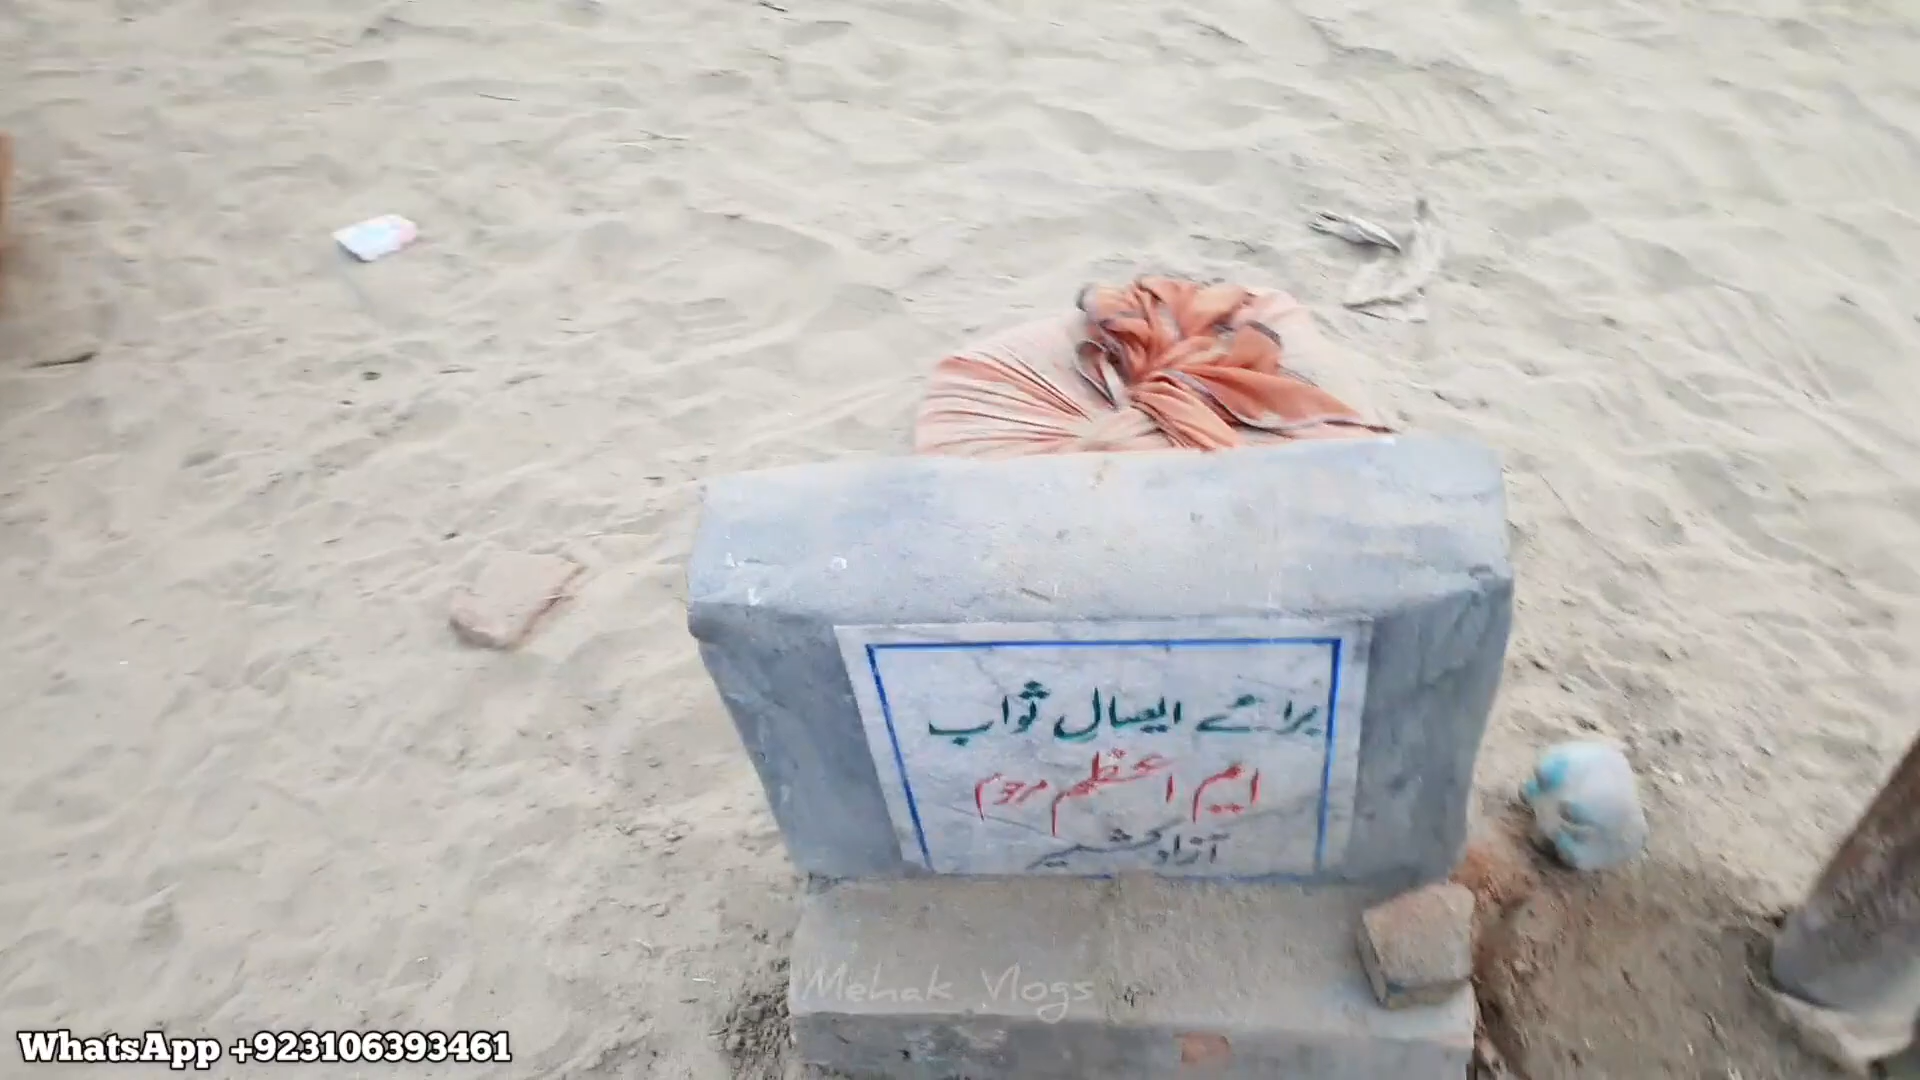 برائے ایصال ثواب
ایم اعظم مرحوم
آزاد کشمیر
Mehak Vlogs
WhatsApp +923106393461